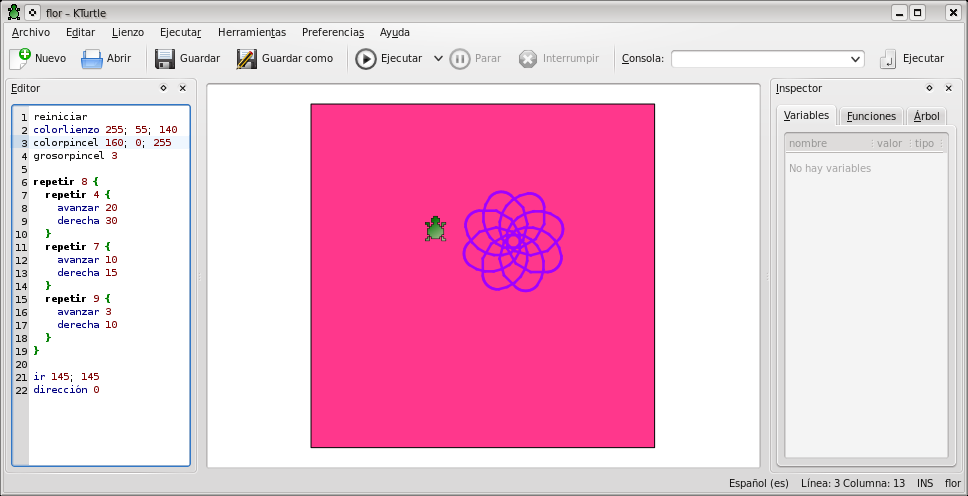 flor – KTurtle
Archivo Editar Lienzo Ejecutar Herramientas Preferencias Ayuda
Nuevo Abrir Guardar Guardar como Ejecutar Parar Interrumpir Consola: Ejecutar
Editor
1 reiniciar
2 colorlienzo 255; 55; 140
3 colorpincel 160; 0; 255
4 grosorpincel 3
5
6 repetir 8 {
7 repetir 4 {
8 avanzar 20
9 derecha 30
10 }
11 repetir 7 {
12 avanzar 10
13 derecha 15
14 }
15 repetir 9 {
16 avanzar 3
17 derecha 10
18 }
19 }
20
21 ir 145; 145
22 dirección 0
Inspector
Variables Funciones Árbol
nombre valor tipo
No hay variables
Español (es) Línea: 3 Columna: 13 INS flor